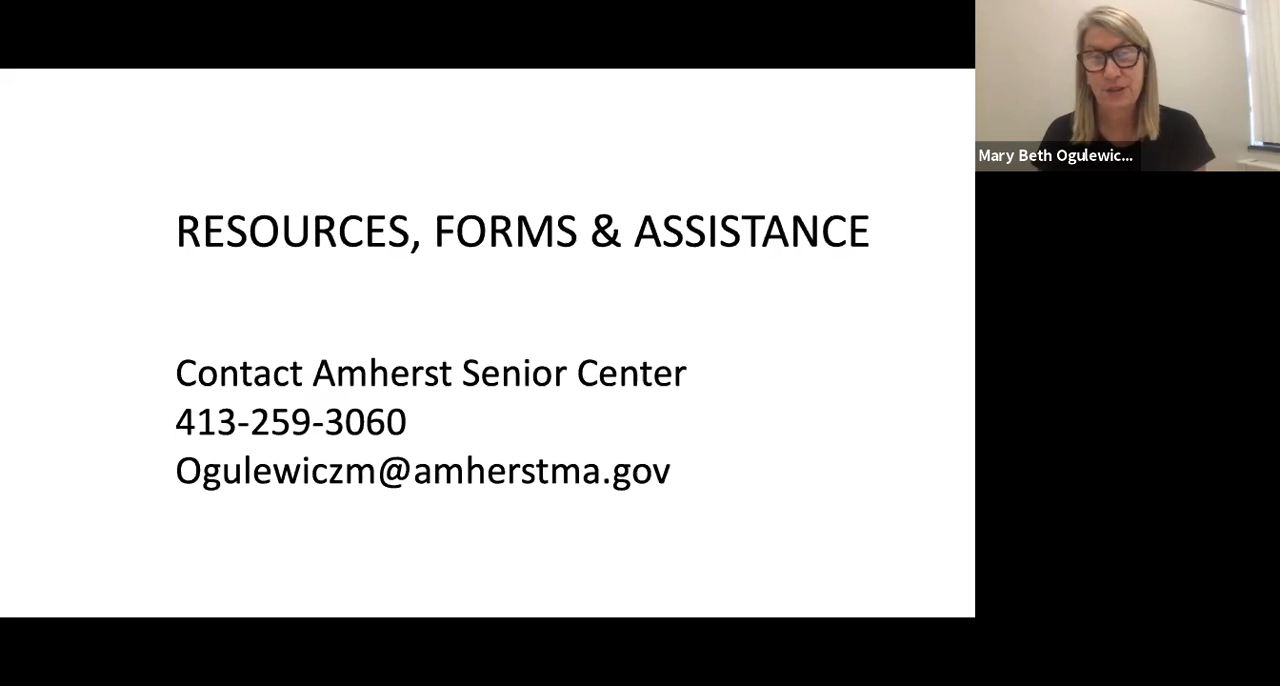 RESOURCES, FORMS & ASSISTANCE
Contact Amherst Senior Center
413-259-3060
Ogulewiczm@amherstma.gov
Mary Beth Ogulewic...